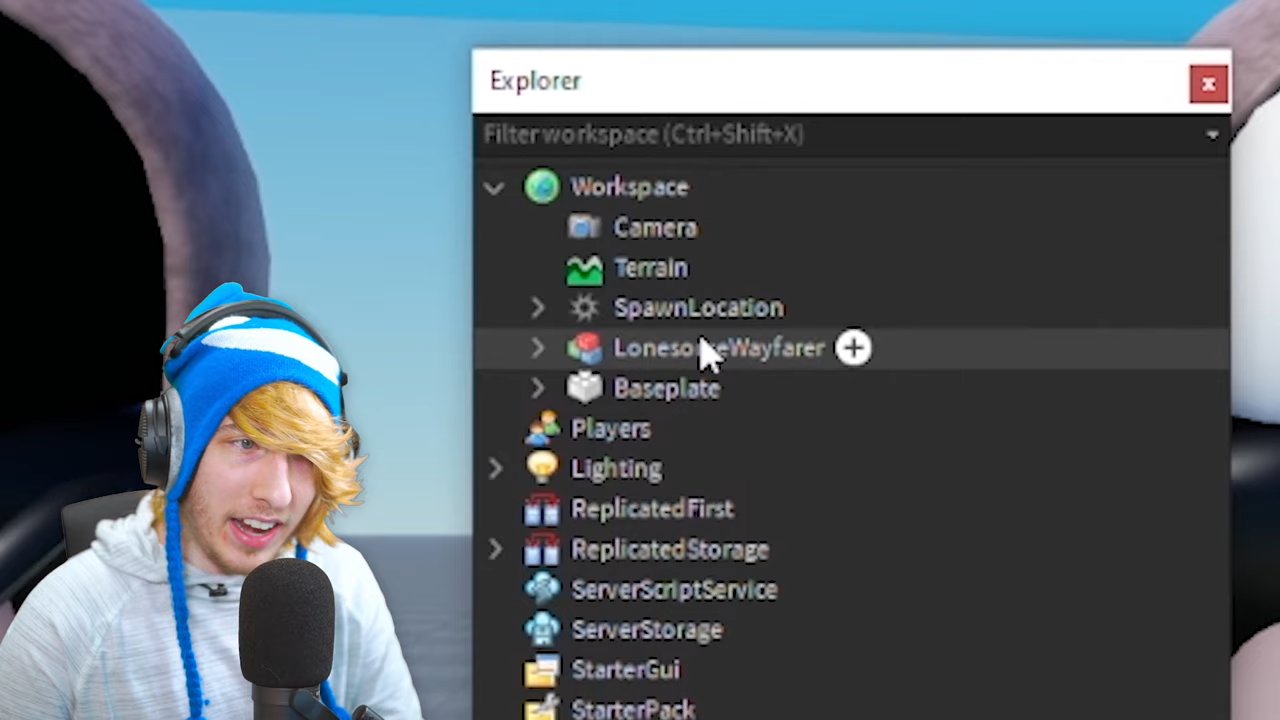 Explorer
x
Filter workspace (Ctrl+Shift+X)
Workspace
Camera
Terrain
SpawnLocation
LonesomeWayfarer
Baseplate
Players
Lighting
ReplicatedFirst
ReplicatedStorage
ServerScriptService
ServerStorage
StarterGui
StarterPack